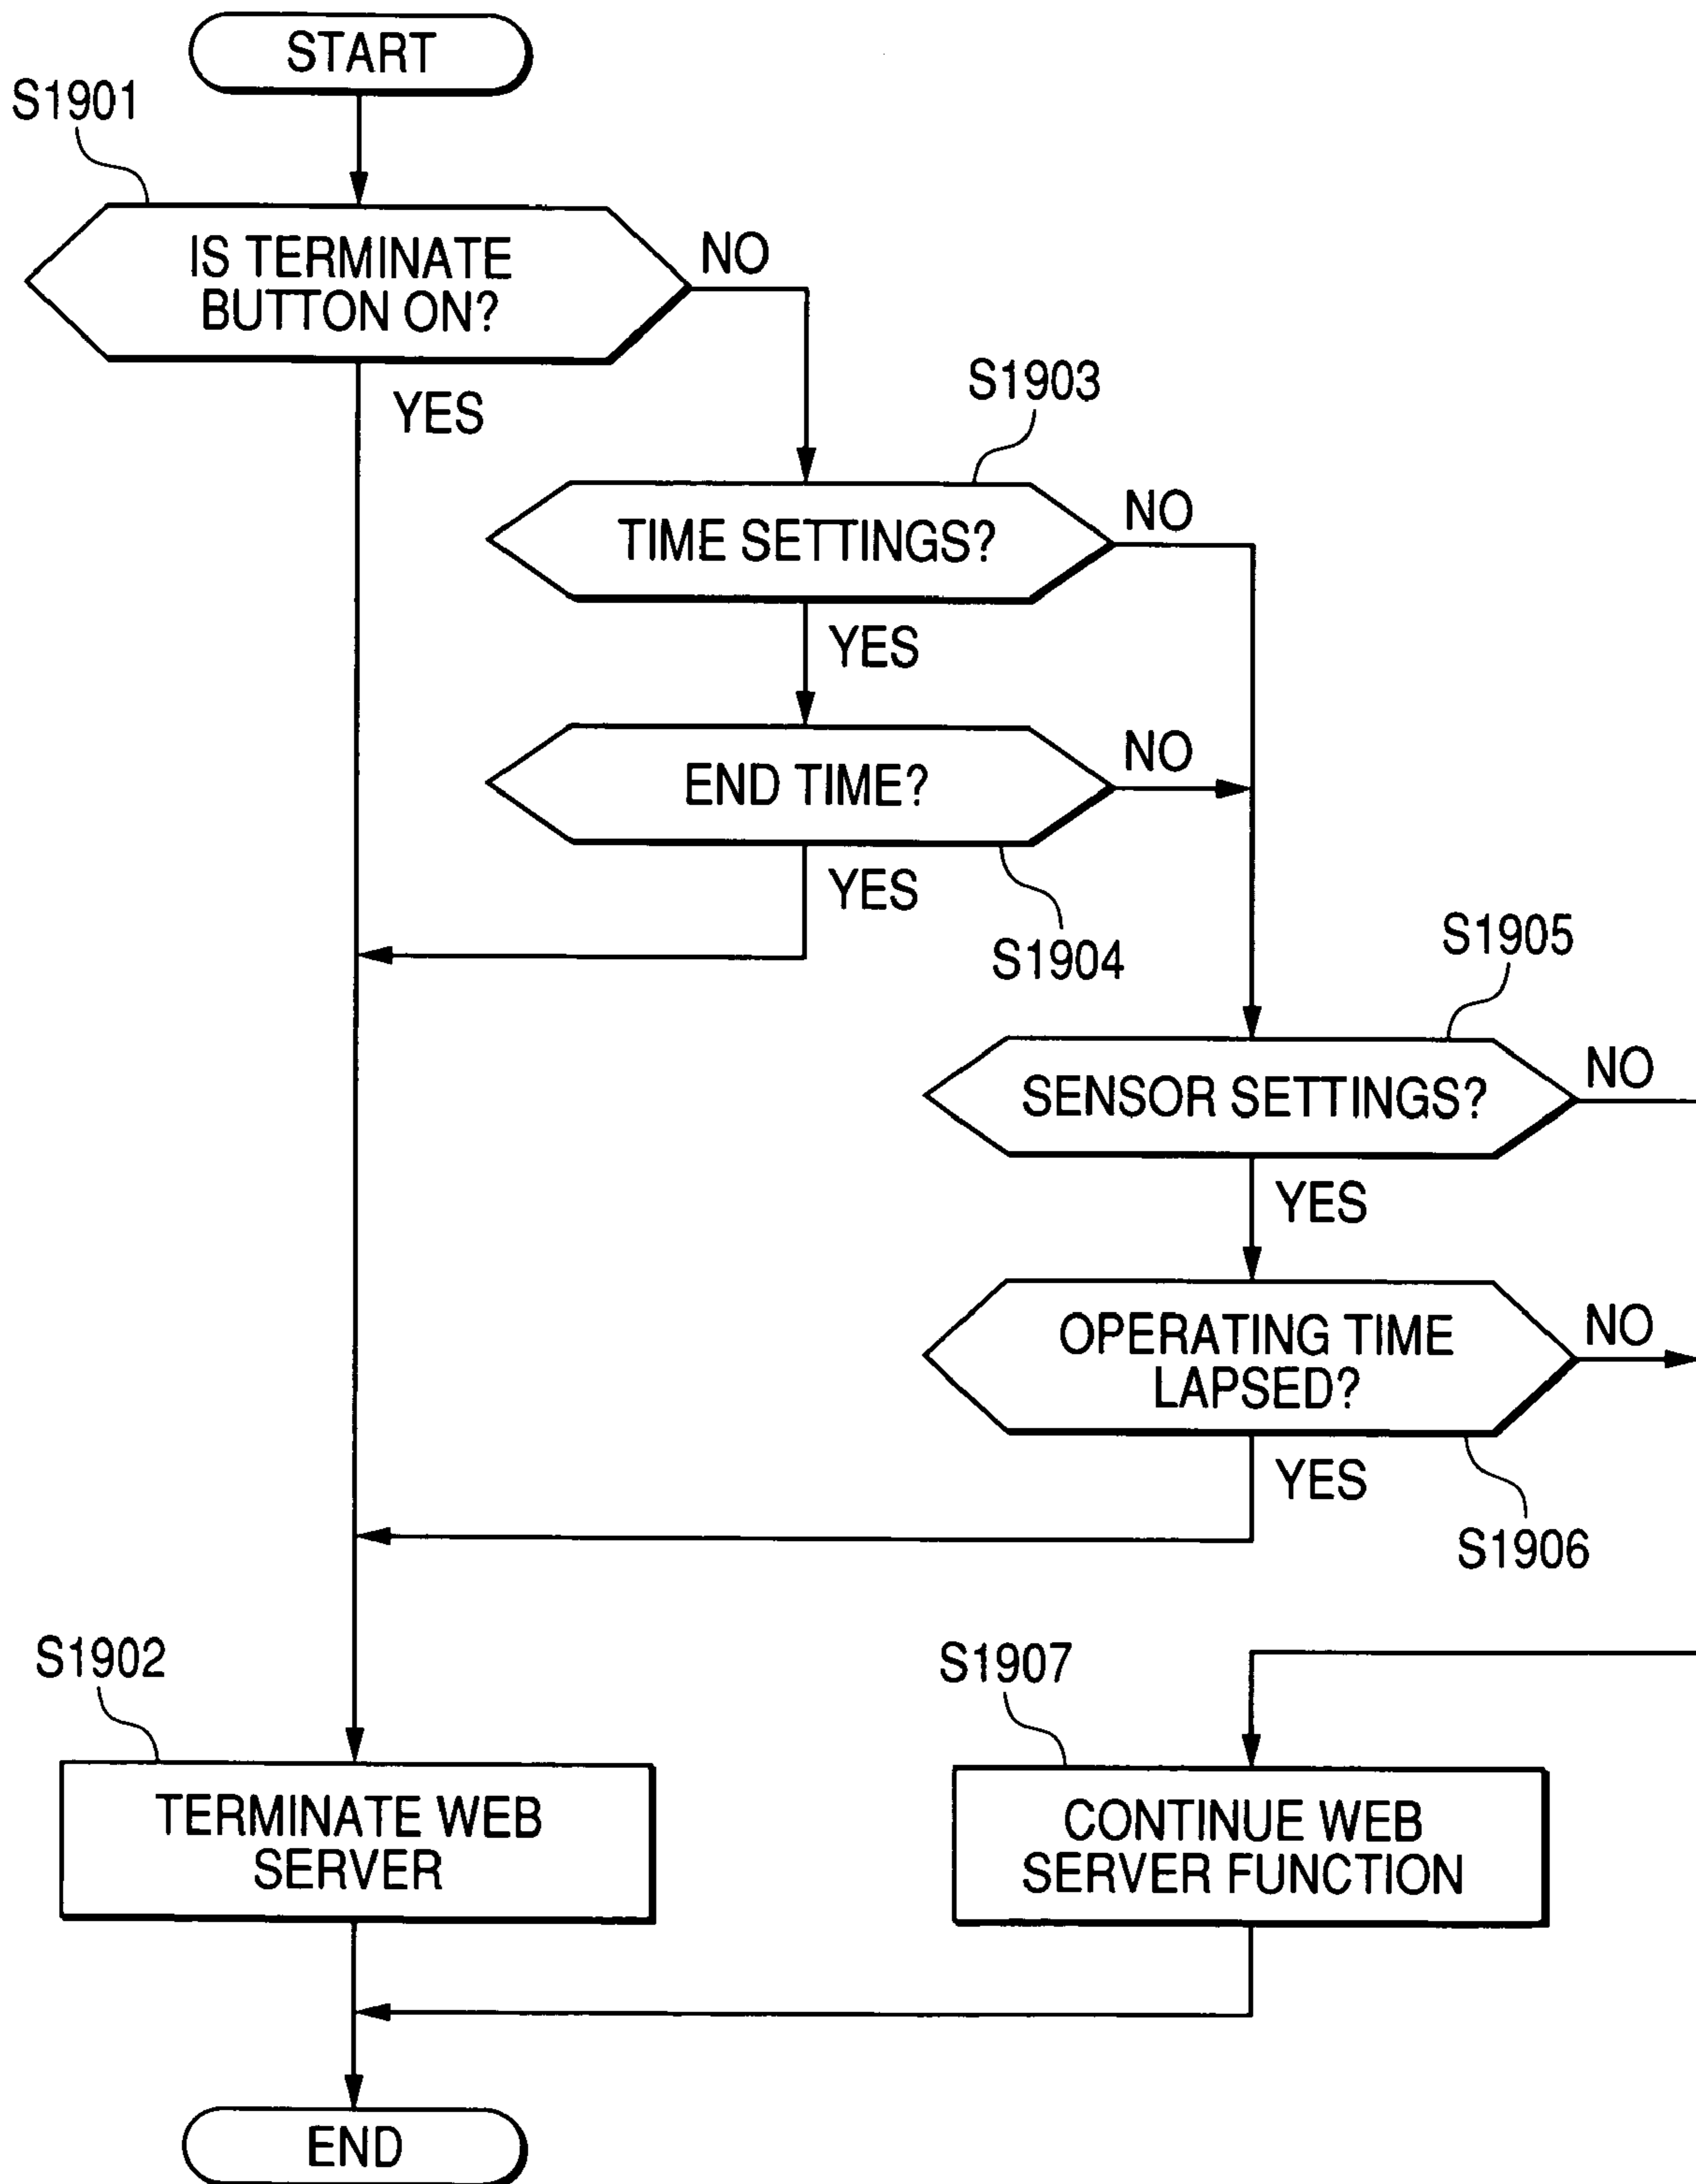 START
S1901
IS TERMINATE
BUTTON ON?
NO
YES
S1903
TIME SETTINGS?
NO
YES
END TIME?
NO
YES
S1904
S1905
SENSOR SETTINGS?
NO
YES
OPERATING TIME
LAPSED?
NO
YES
S1906
S1902
TERMINATE WEB
SERVER
S1907
CONTINUE WEB
SERVER FUNCTION
END